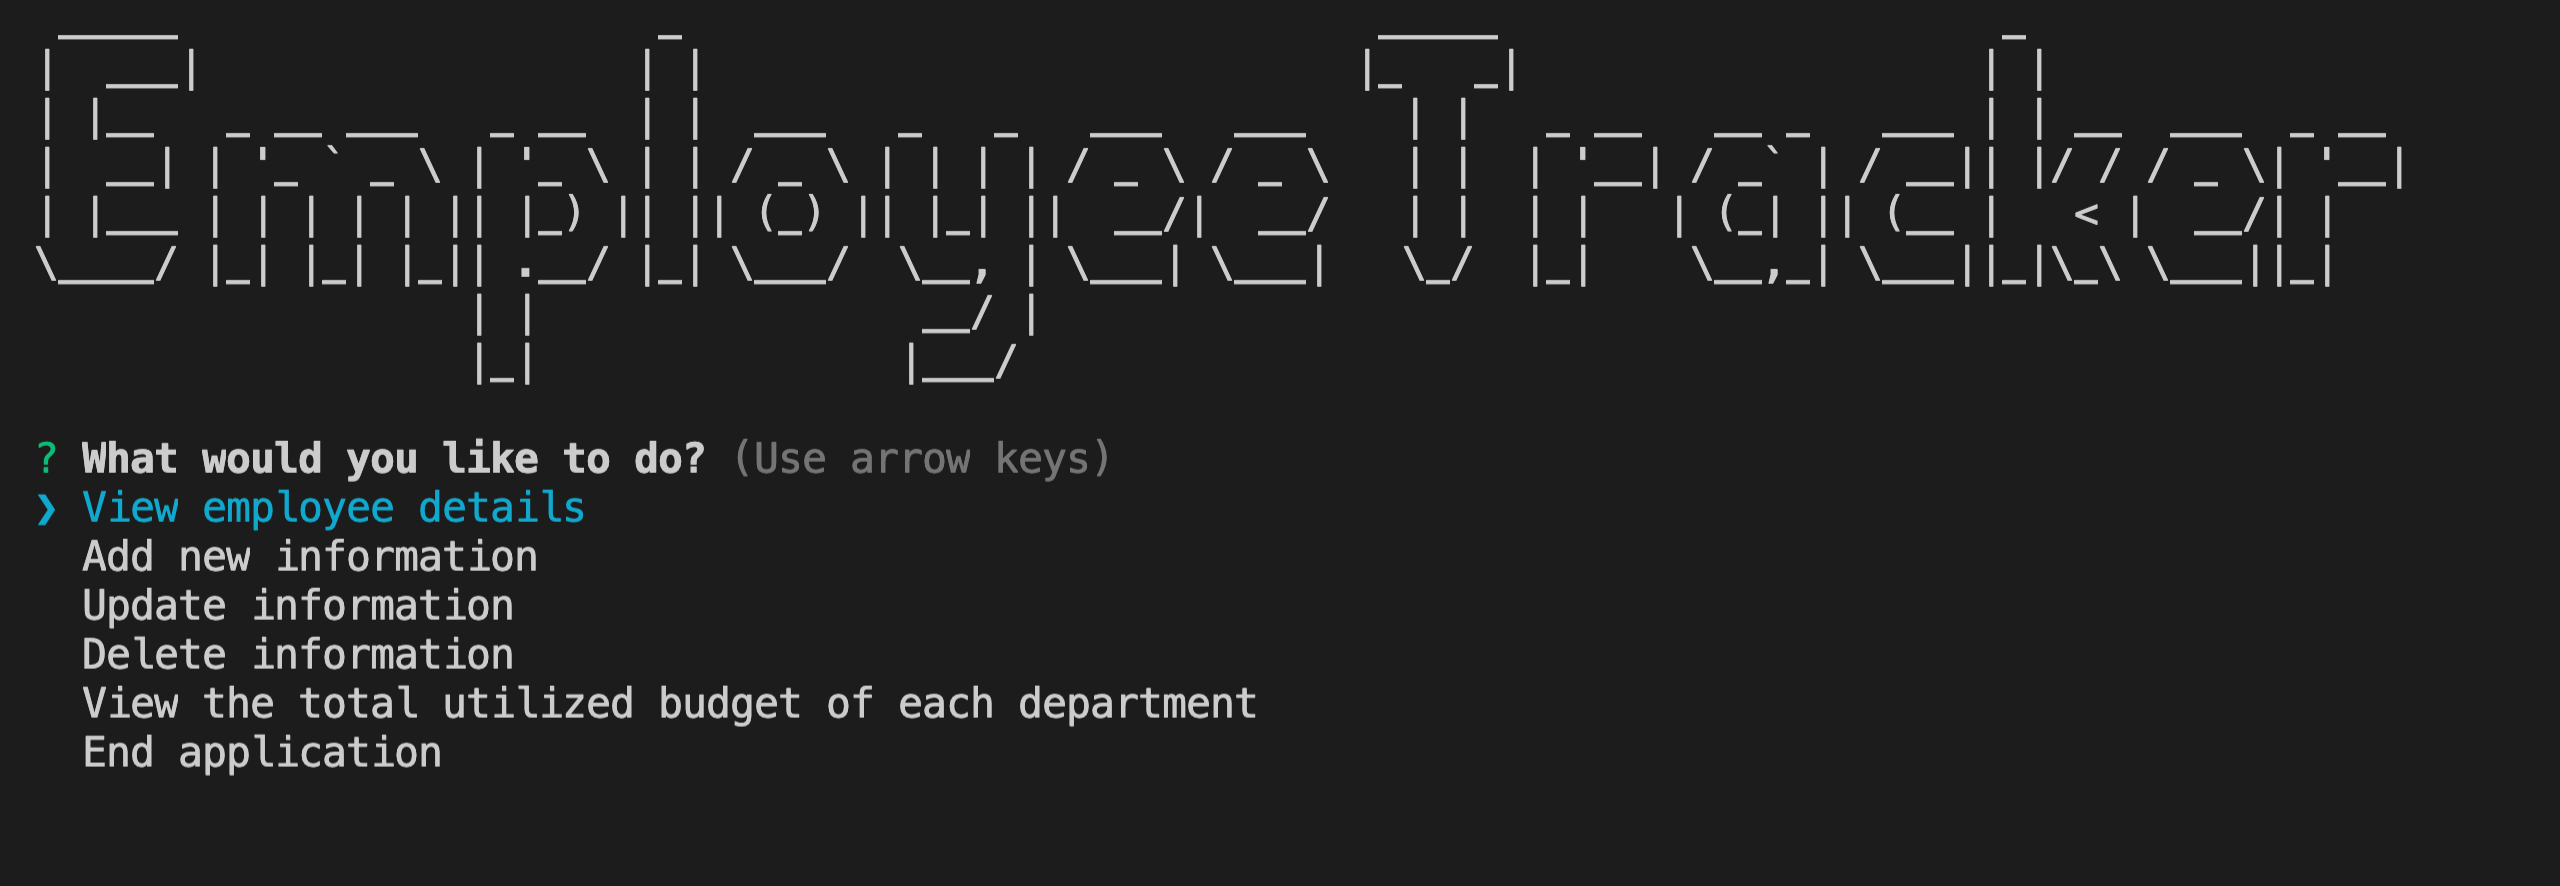 Employee Tracker
? What would you like to do? (Use arrow keys)
❯ View employee details
Add new information
Update information
Delete information
View the total utilized budget of each department
End application